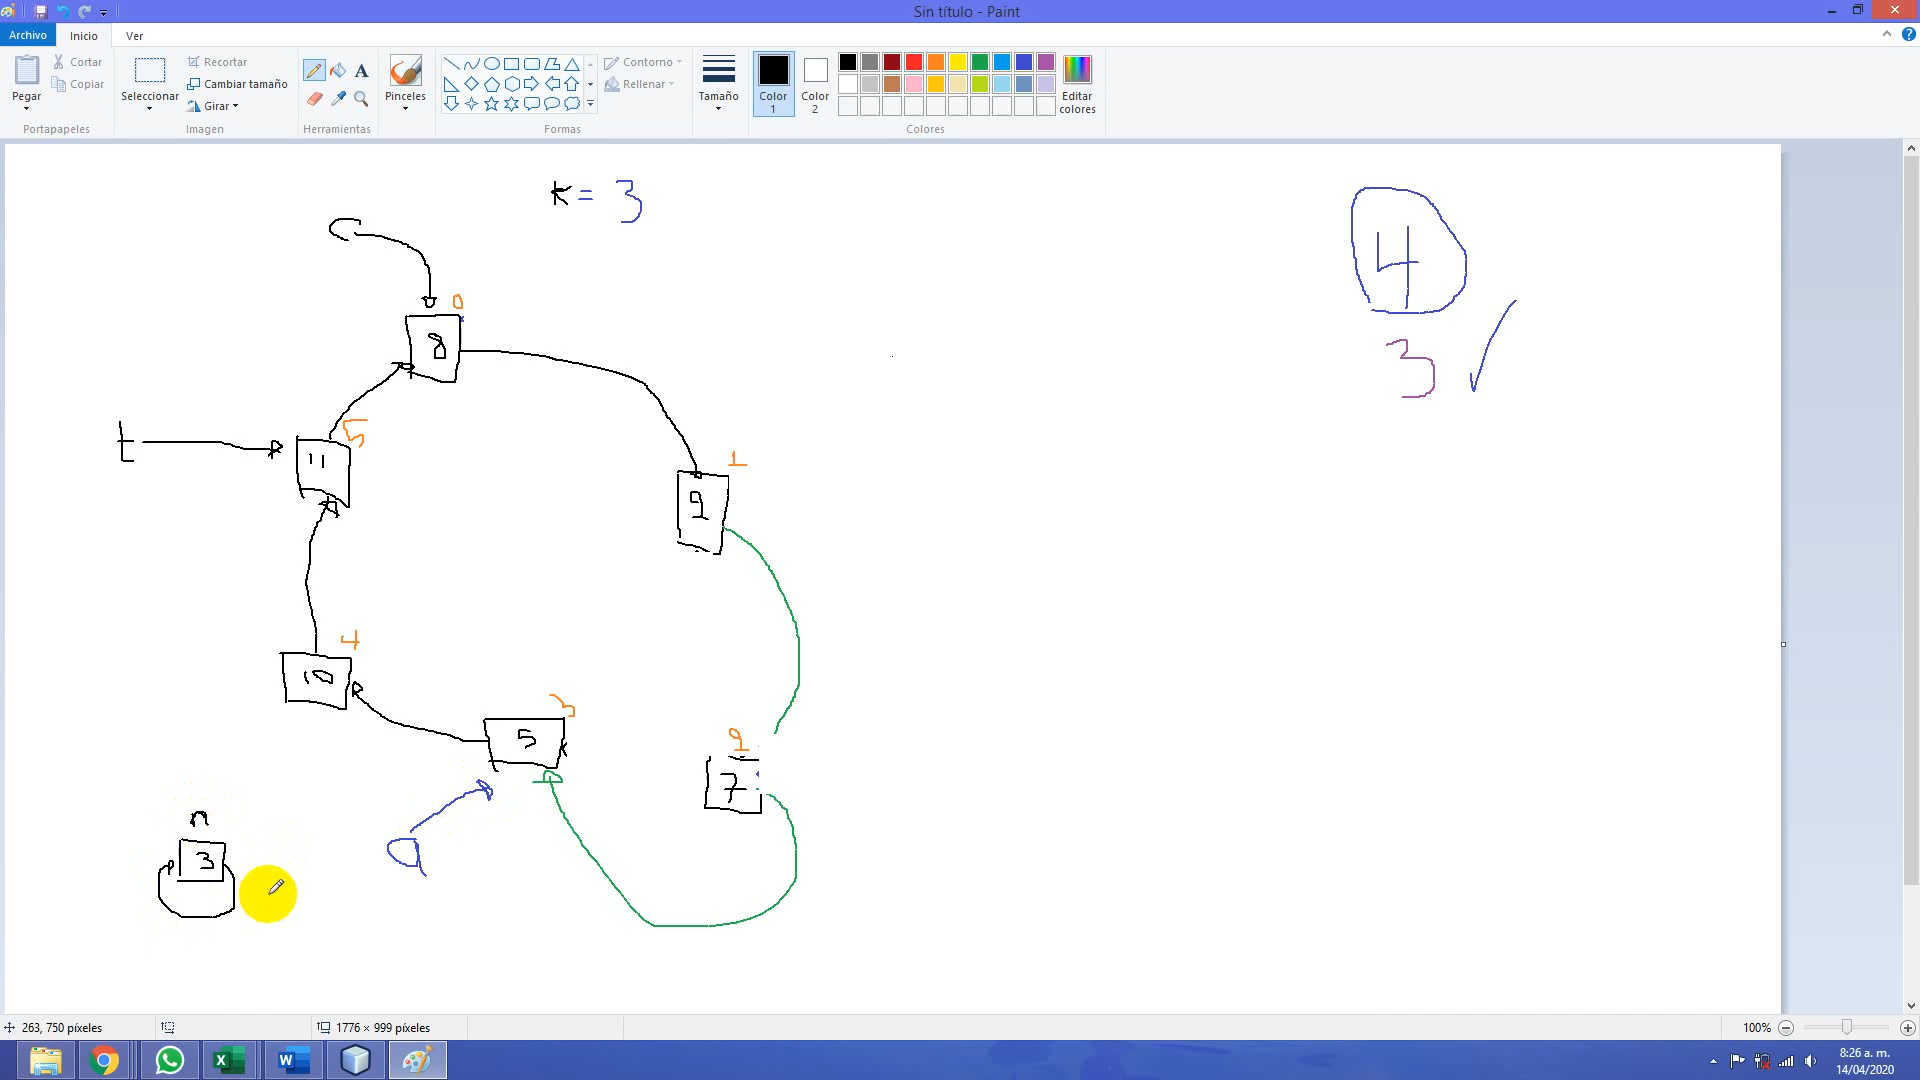 Sin título - Paint
Archivo
Inicio
Ver
Pegar
Cortar
Copiar
Portapapeles
Seleccionar
Recortar
Cambiar tamaño
Girar
Imagen
A
Herramientas
Pinceles
Contorno
Rellenar
Formas
Tamaño
Color 1
Color 2
Editar colores
Colores
K = 3
4
3
0
8
t
5
11
1
9
4
10
3
5
7
n
3
a
263, 750 píxeles
1776 × 999 píxeles
100%
8:26 a. m.
14/04/2020